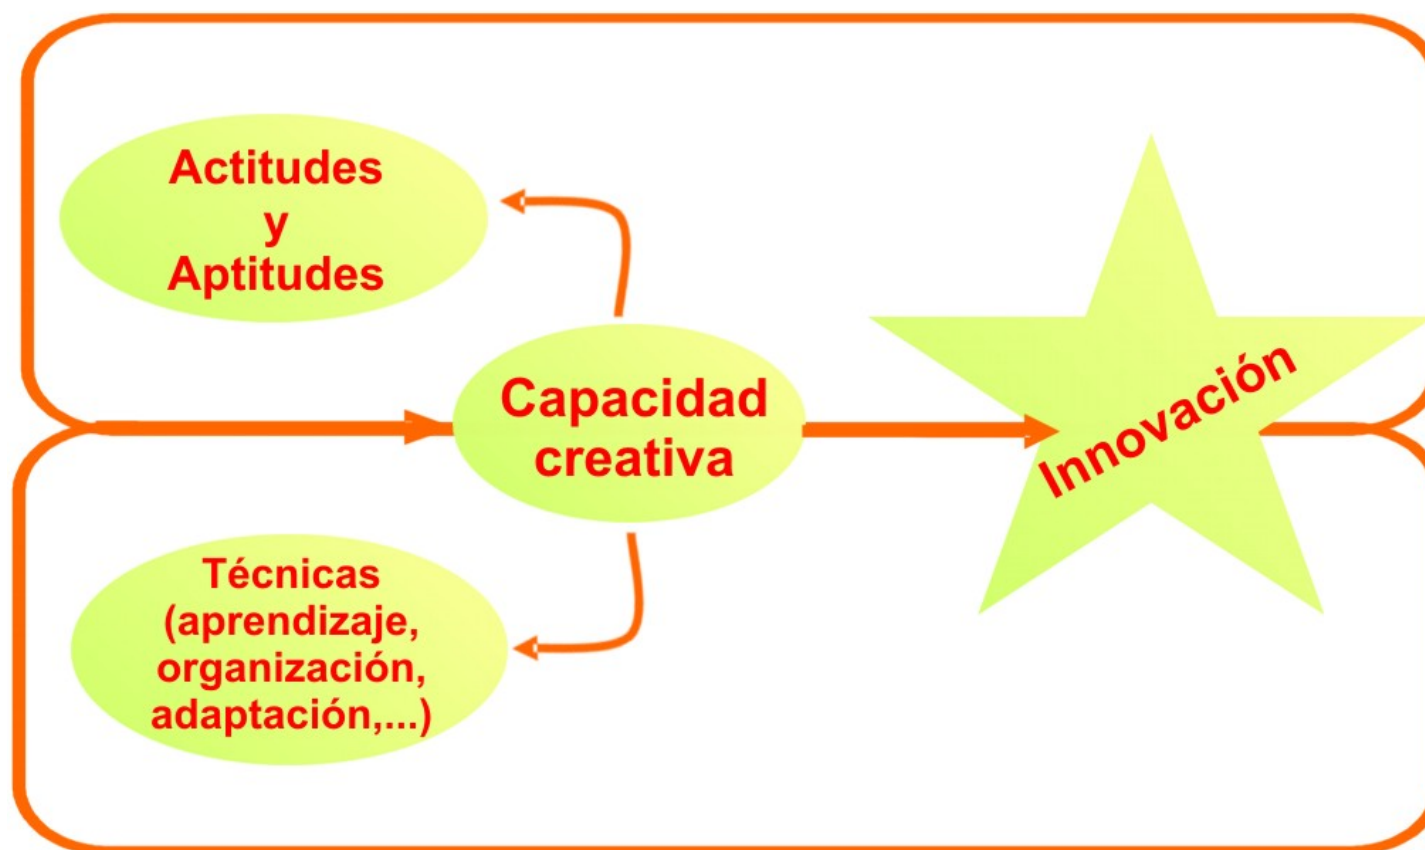 Actitudes
y
Aptitudes
Capacidad
creativa
Innovación
Técnicas
(aprendizaje,
organización,
adaptación,...)